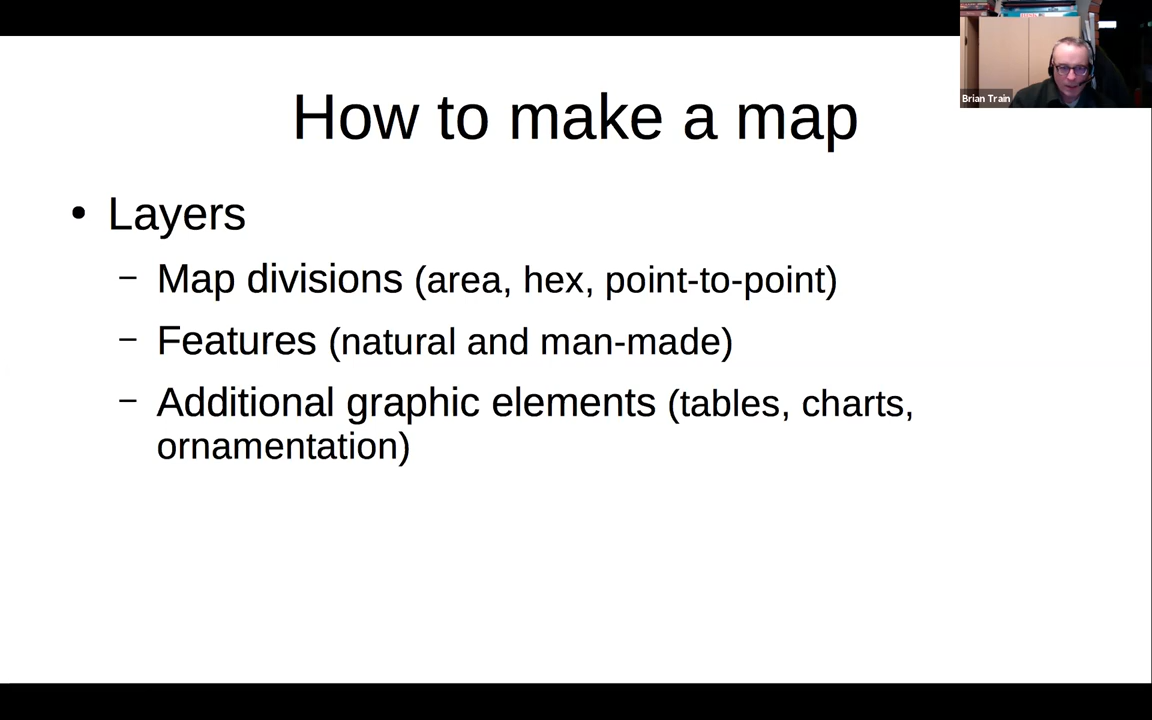 Brian Train
How to make a map
• Layers
– Map divisions (area, hex, point-to-point)
– Features (natural and man-made)
– Additional graphic elements (tables, charts,
ornamentation)